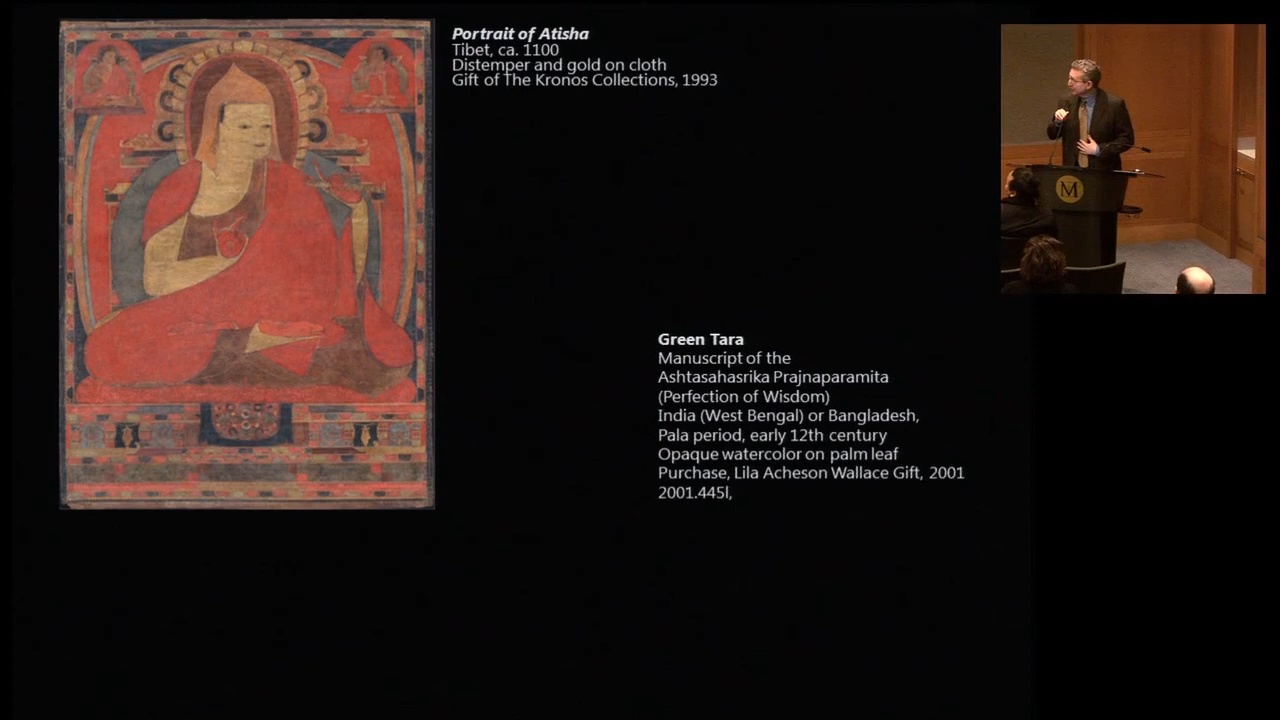 Portrait of Atisha
Tibet, ca. 1100
Distemper and gold on cloth
Gift of The Kronos Collections, 1993
M
Green Tara
Manuscript of the
Ashtasahasrika Prajnaparamita
(Perfection of Wisdom)
India (West Bengal) or Bangladesh,
Pala period, early 12th century
Opaque watercolor on palm leaf
Purchase, Lila Acheson Wallace Gift, 2001
2001.445l,